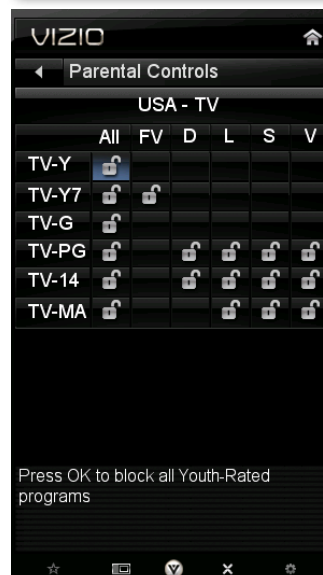 VIZIO
Parental Controls
USA - TV
All FV D L S V
TV-Y
TV-Y7
TV-G
TV-PG
TV-14
TV-MA
Press OK to block all Youth-Rated
programs
V